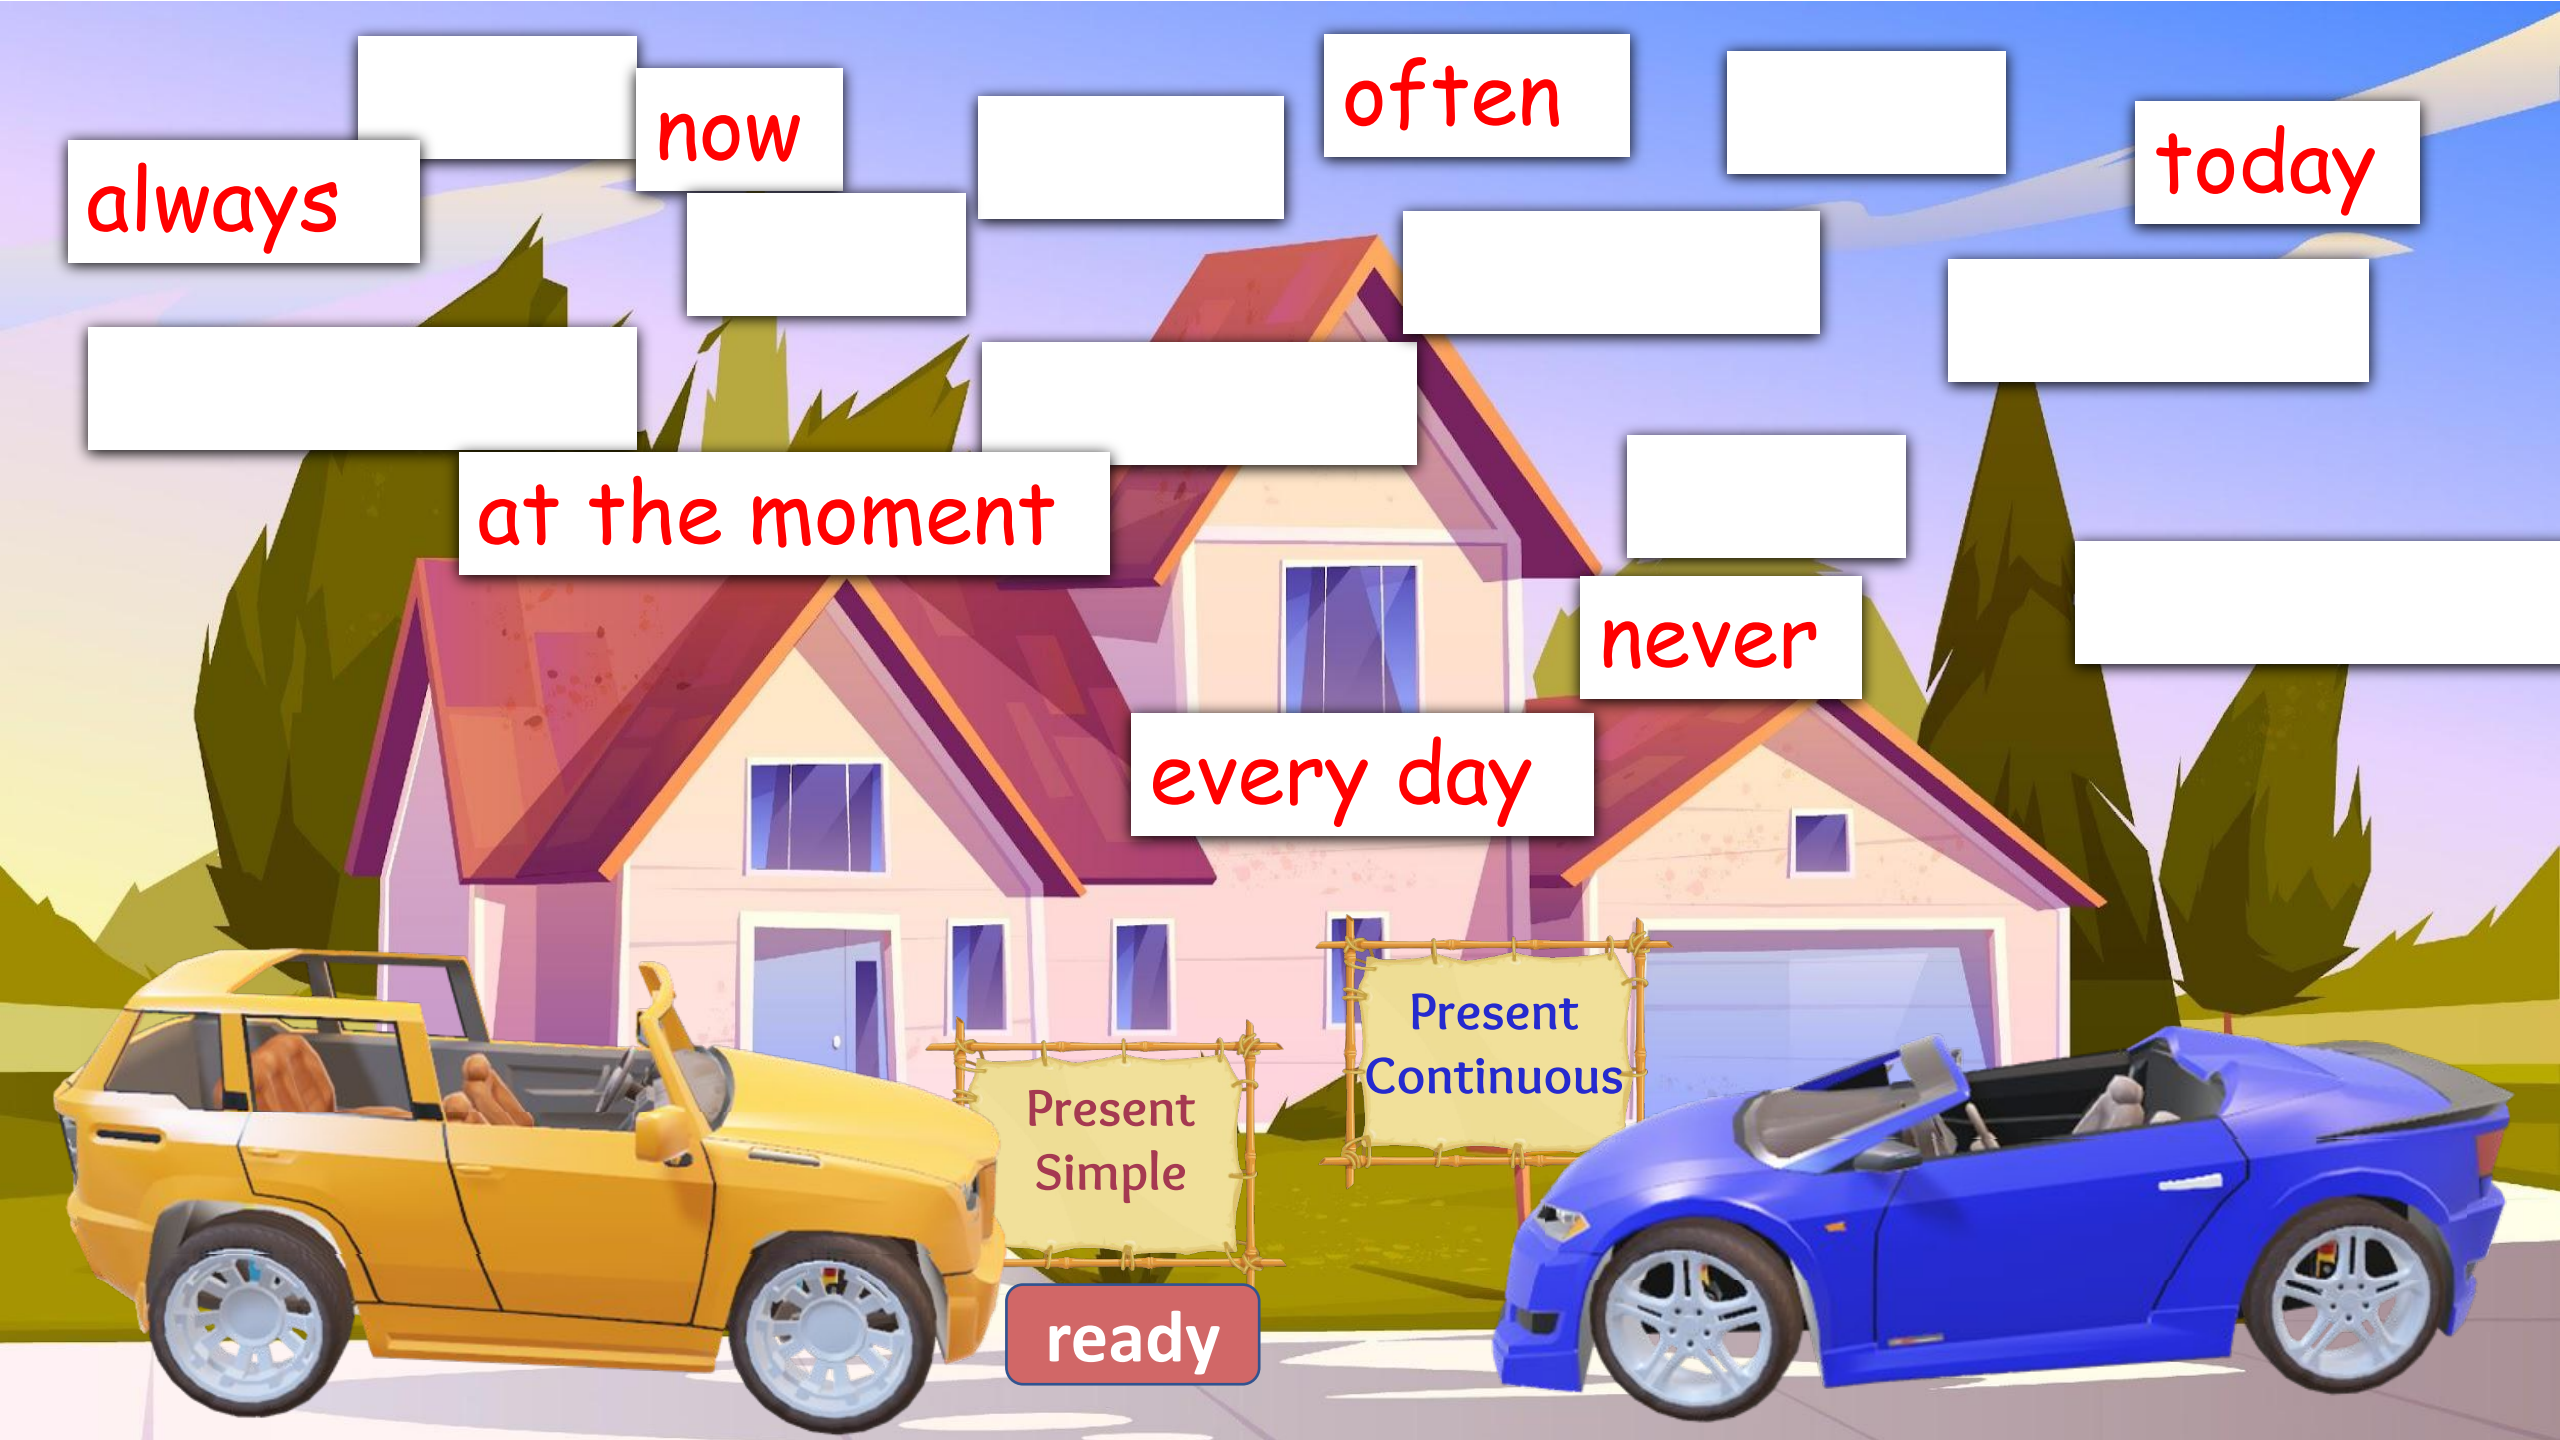 often
now
today
always
at the moment
never
every day
Present
Continuous
Present
Simple
ready